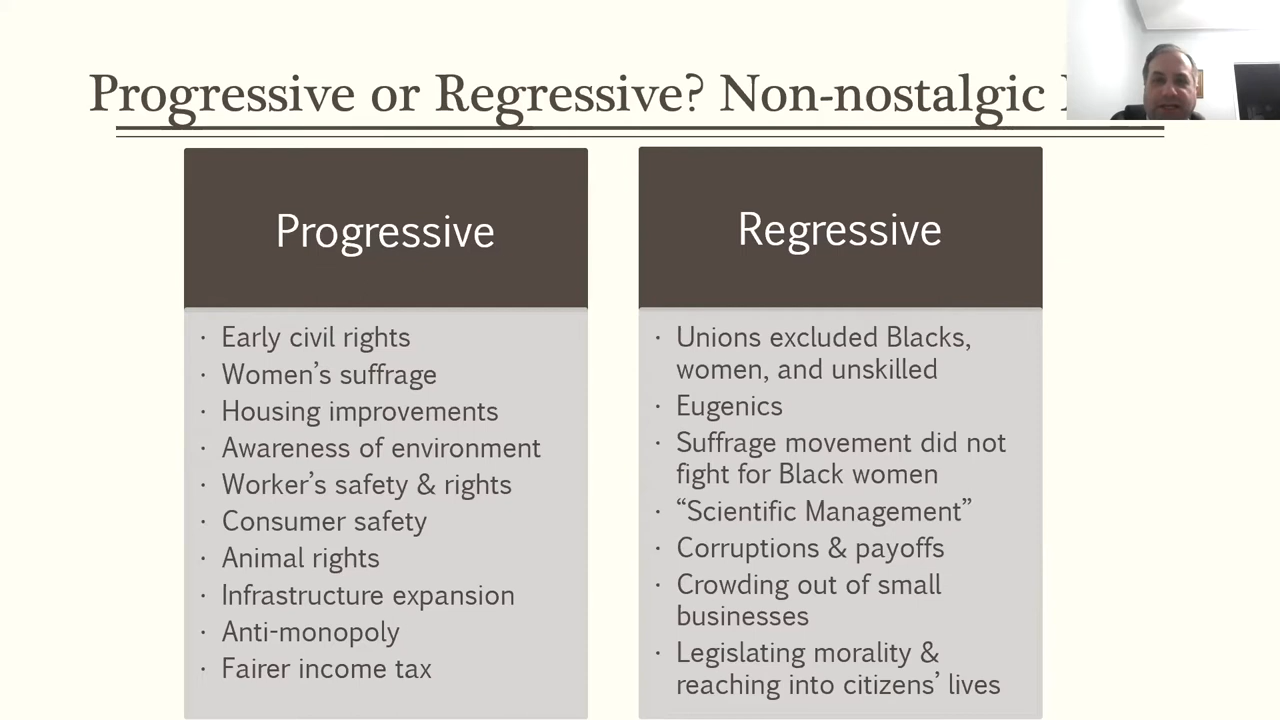 Progressive or Regressive? Non-nostalgic
Progressive
· Early civil rights
· Women’s suffrage
· Housing improvements
· Awareness of environment
· Worker’s safety & rights
· Consumer safety
· Animal rights
· Infrastructure expansion
· Anti-monopoly
· Fairer income tax
Regressive
· Unions excluded Blacks,
women, and unskilled
· Eugenics
· Suffrage movement did not
fight for Black women
· “Scientific Management”
· Corruptions & payoffs
· Crowding out of small
businesses
· Legislating morality &
reaching into citizens’ lives